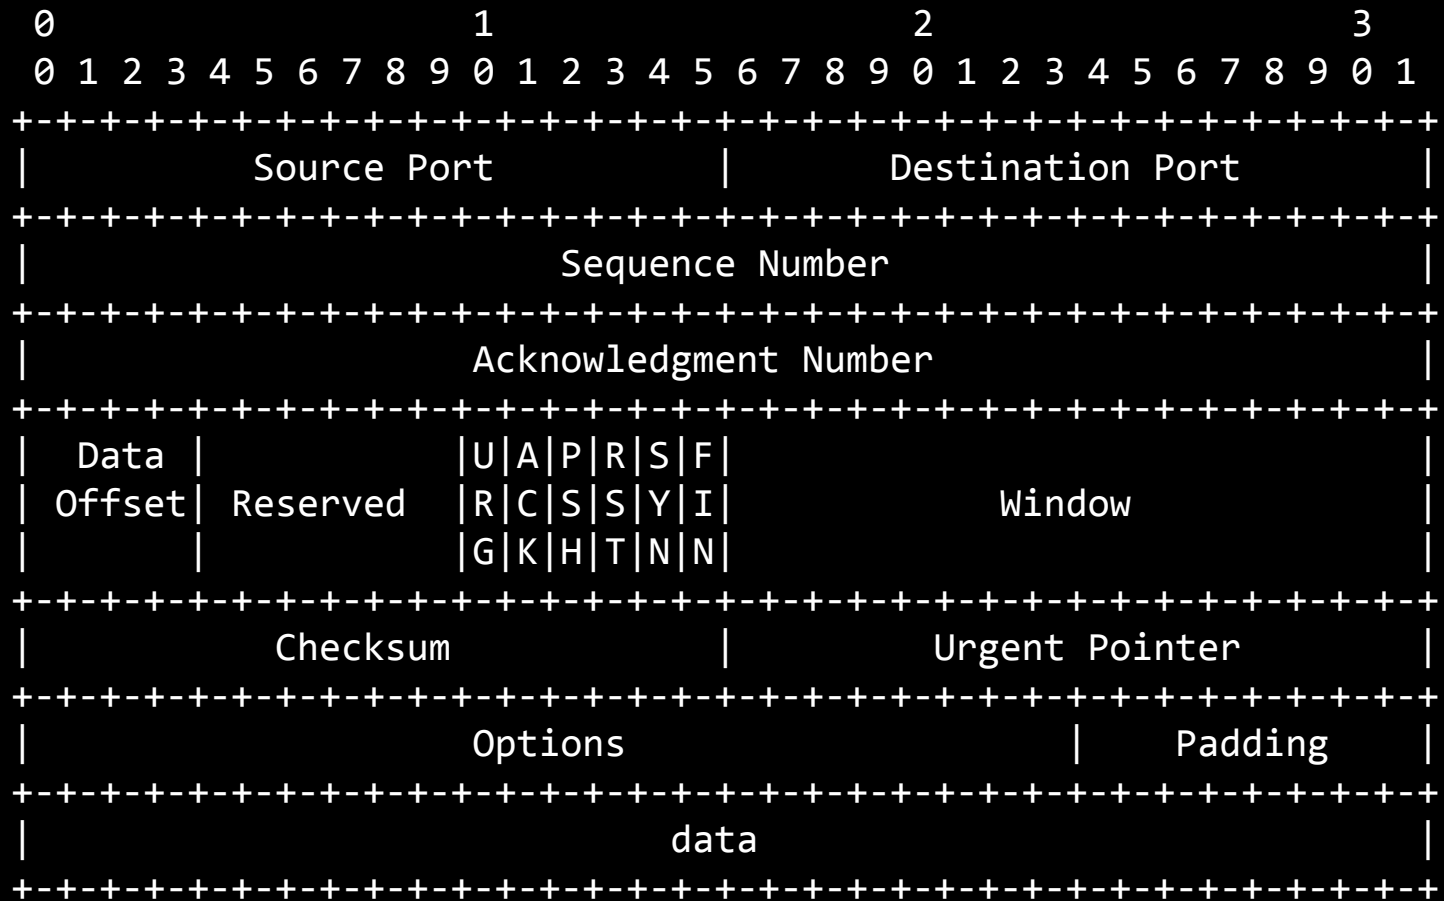 0                   1                   2                   3
 0 1 2 3 4 5 6 7 8 9 0 1 2 3 4 5 6 7 8 9 0 1 2 3 4 5 6 7 8 9 0 1
+-+-+-+-+-+-+-+-+-+-+-+-+-+-+-+-+-+-+-+-+-+-+-+-+-+-+-+-+-+-+-+-+
|          Source Port          |       Destination Port        |
+-+-+-+-+-+-+-+-+-+-+-+-+-+-+-+-+-+-+-+-+-+-+-+-+-+-+-+-+-+-+-+-+
|                        Sequence Number                        |
+-+-+-+-+-+-+-+-+-+-+-+-+-+-+-+-+-+-+-+-+-+-+-+-+-+-+-+-+-+-+-+-+
|                    Acknowledgment Number                      |
+-+-+-+-+-+-+-+-+-+-+-+-+-+-+-+-+-+-+-+-+-+-+-+-+-+-+-+-+-+-+-+-+
|  Data |           |U|A|P|R|S|F|                               |
| Offset| Reserved  |R|C|S|S|Y|I|            Window             |
|       |           |G|K|H|T|N|N|                               |
+-+-+-+-+-+-+-+-+-+-+-+-+-+-+-+-+-+-+-+-+-+-+-+-+-+-+-+-+-+-+-+-+
|           Checksum            |         Urgent Pointer        |
+-+-+-+-+-+-+-+-+-+-+-+-+-+-+-+-+-+-+-+-+-+-+-+-+-+-+-+-+-+-+-+-+
|                    Options                    |    Padding    |
+-+-+-+-+-+-+-+-+-+-+-+-+-+-+-+-+-+-+-+-+-+-+-+-+-+-+-+-+-+-+-+-+
|                             data                              |
+-+-+-+-+-+-+-+-+-+-+-+-+-+-+-+-+-+-+-+-+-+-+-+-+-+-+-+-+-+-+-+-+